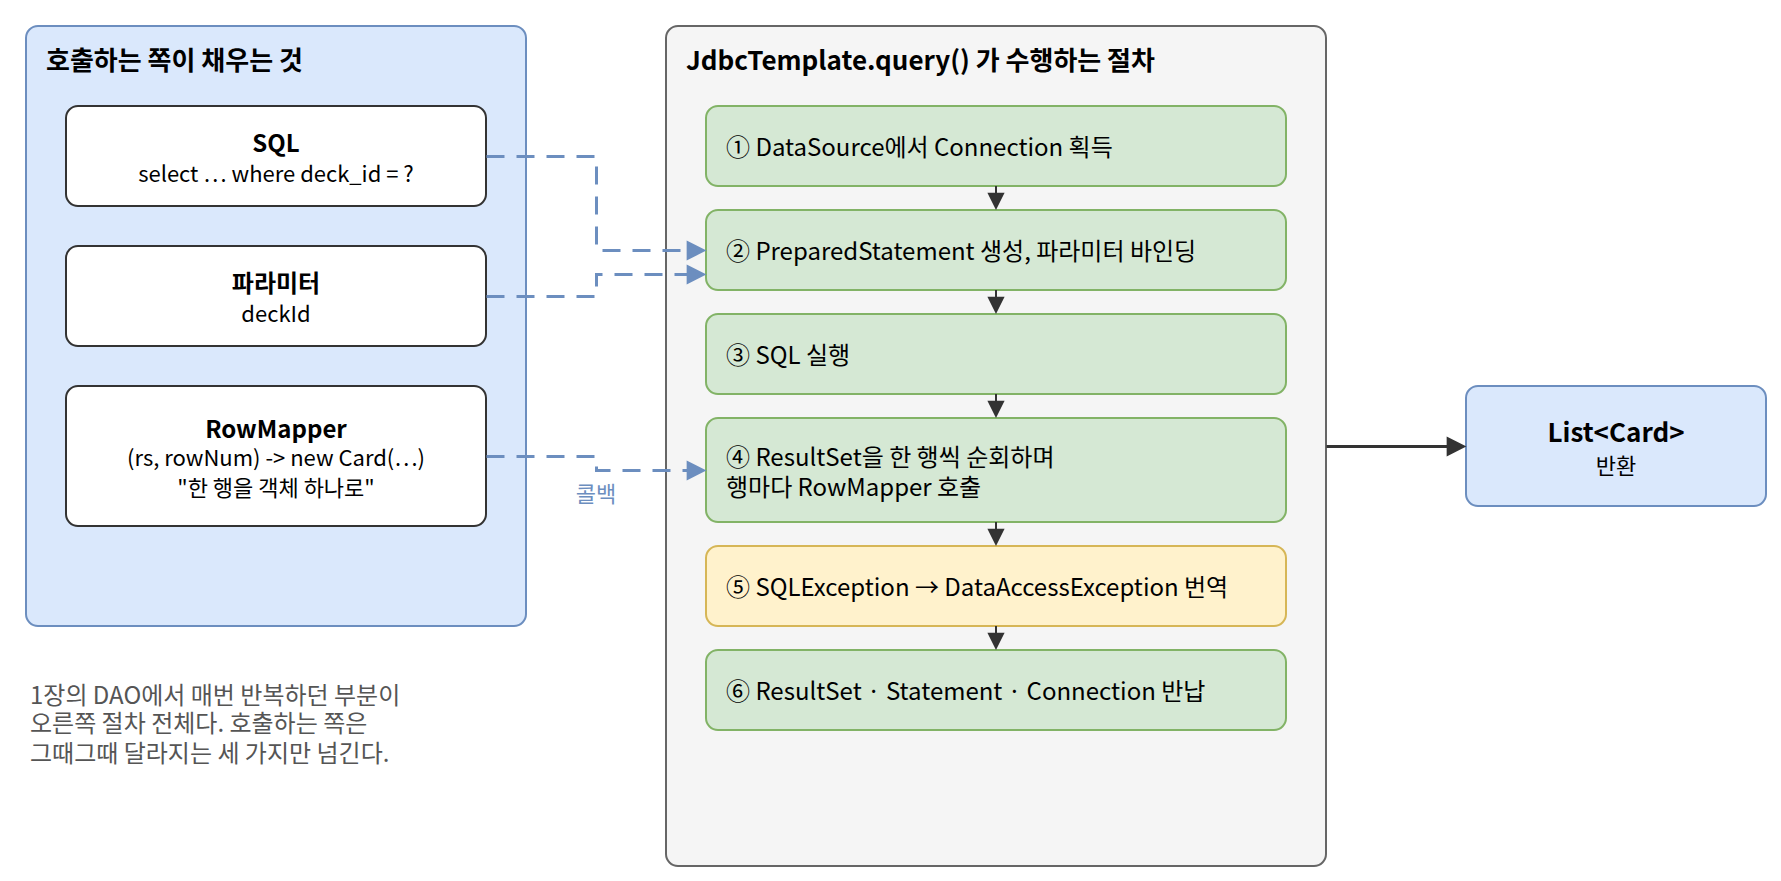 호출하는 쪽이 채우는 것
SQL
select … where deck_id = ?
파라미터
deckId
RowMapper
(rs, rowNum) -> new Card(…)
"한 행을 객체 하나로"
콜백
1장의 DAO에서 매번 반복하던 부분이
오른쪽 절차 전체다. 호출하는 쪽은
그때그때 달라지는 세 가지만 넘긴다.
JdbcTemplate.query() 가 수행하는 절차
① DataSource에서 Connection 획득
② PreparedStatement 생성, 파라미터 바인딩
③ SQL 실행
④ ResultSet을 한 행씩 순회하며
행마다 RowMapper 호출
⑤ SQLException → DataAccessException 번역
⑥ ResultSet · Statement · Connection 반납
List<Card>
반환